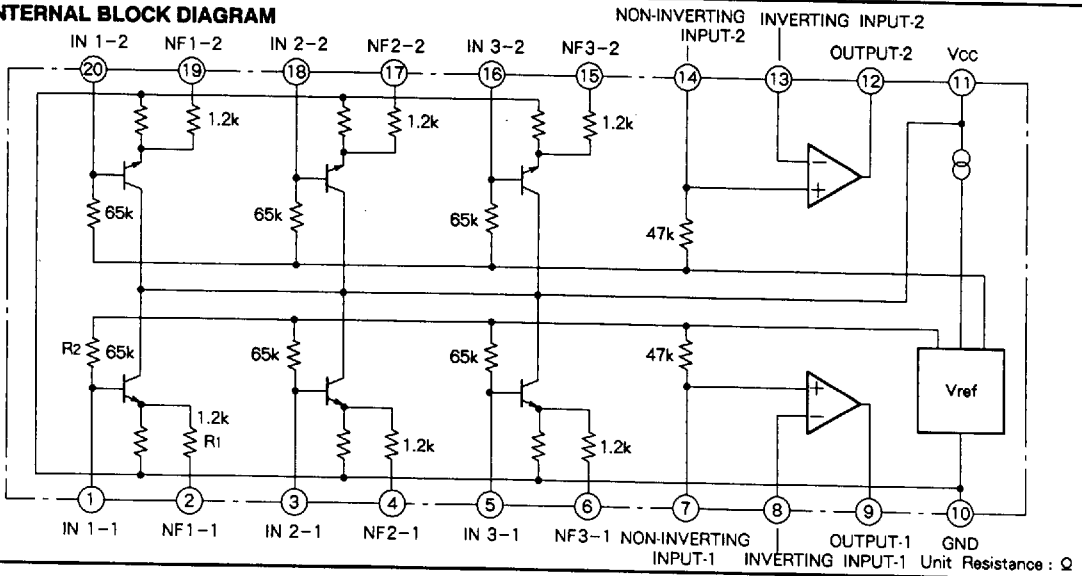 NTERNAL BLOCK DIAGRAM
NON-INVERTING INPUT-2
INVERTING INPUT-2
IN 1-2 NF1-2 IN 2-2 NF2-2 IN 3-2 NF3-2 OUTPUT-2 Vcc
20 19 18 17 16 15 14 13 12 11
1.2k 1.2k 1.2k
− +
65k 65k 65k 47k
R2 65k 65k 65k 47k
+ −
Vref
1.2k R1 1.2k 1.2k
1 2 3 4 5 6 7 8 9 10
IN 1-1 NF1-1 IN 2-1 NF2-1 IN 3-1 NF3-1 NON-INVERTING INPUT-1 OUTPUT-1 GND
INVERTING INPUT-1 Unit Resistance : Ω